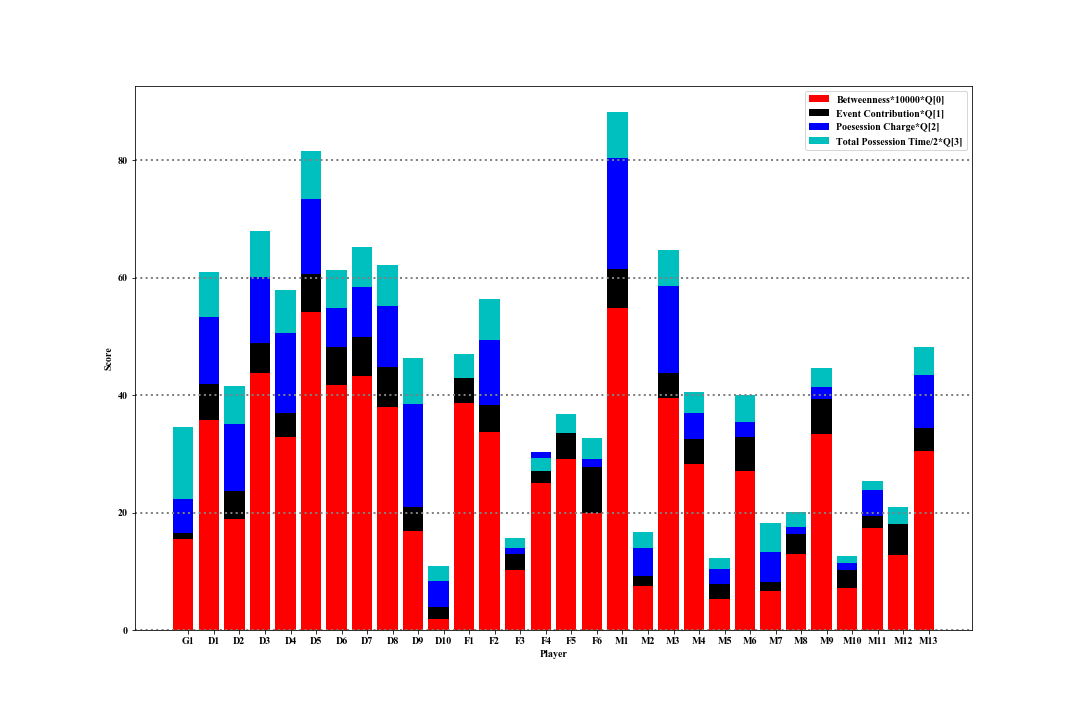 Betweenness*10000*Q[0]
Event Contribution*Q[1]
Poesession Charge*Q[2]
Total Possession Time/2*Q[3]
80
60
40
20
0
Score
G1 D1 D2 D3 D4 D5 D6 D7 D8 D9 D10 F1 F2 F3 F4 F5 F6 M1 M2 M3 M4 M5 M6 M7 M8 M9 M10 M11 M12 M13
Player